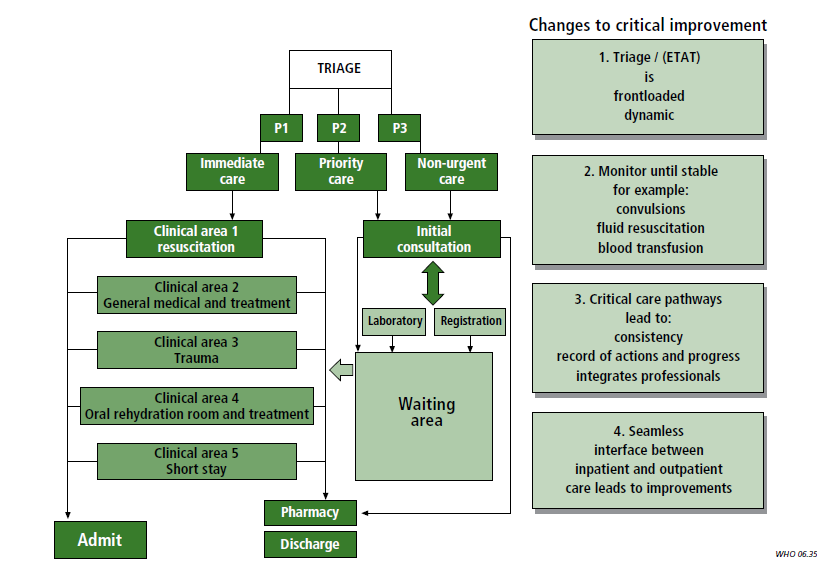 Changes to critical improvement
TRIAGE
P1
P2
P3
Immediate
care
Priority
care
Non-urgent
care
Clinical area 1
resuscitation
Initial
consultation
Clinical area 2
General medical and treatment
Laboratory
Registration
Clinical area 3
Trauma
Waiting
area
Clinical area 4
Oral rehydration room and treatment
Clinical area 5
Short stay
Pharmacy
Admit
Discharge
1. Triage / (ETAT)
is
frontloaded
dynamic
2. Monitor until stable
for example:
convulsions
fluid resuscitation
blood transfusion
3. Critical care pathways
lead to:
consistency
record of actions and progress
integrates professionals
4. Seamless
interface between
inpatient and outpatient
care leads to improvements
WHO 06.35